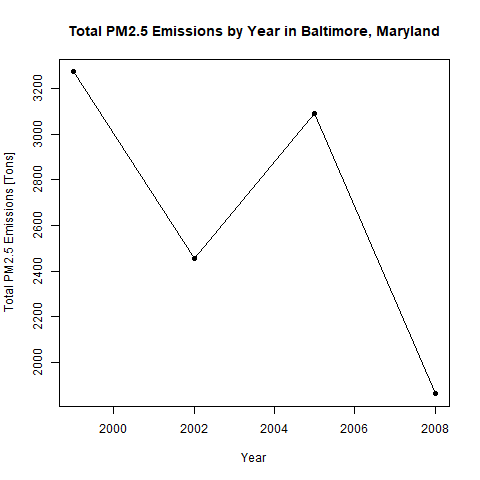 Total PM2.5 Emissions by Year in Baltimore, Maryland
Total PM2.5 Emissions [Tons]
3200
3000
2800
2600
2400
2200
2000
2000 2002 2004 2006 2008
Year